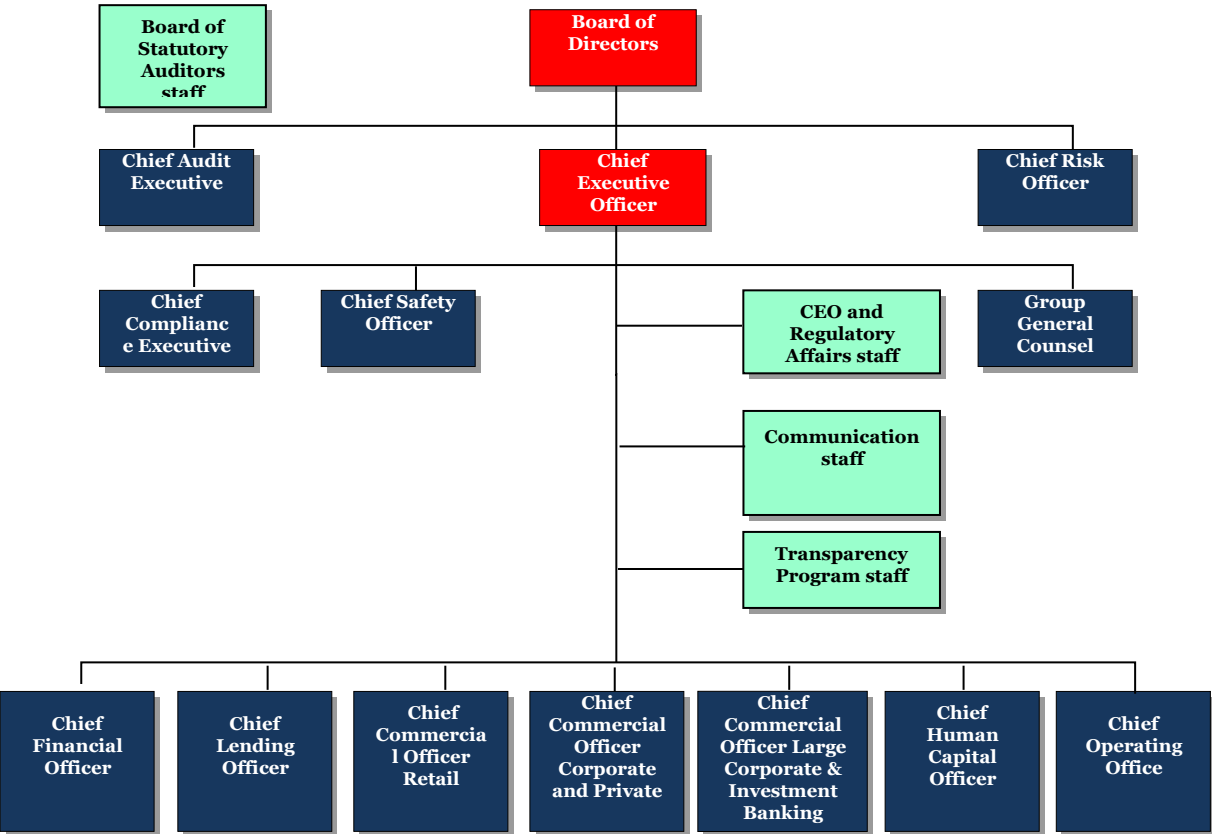 Board of
Statutory
Auditors
staff
Board of
Directors
Chief Audit
Executive
Chief
Executive
Officer
Chief Risk
Officer
Chief
Complianc
e Executive
Chief Safety
Officer
CEO and
Regulatory
Affairs staff
Group
General
Counsel
Communication
staff
Transparency
Program staff
Chief
Financial
Officer
Chief
Lending
Officer
Chief
Commercia
l Officer
Retail
Chief
Commercial
Officer
Corporate
and Private
Chief
Commercial
Officer Large
Corporate &
Investment
Banking
Chief
Human
Capital
Officer
Chief
Operating
Office